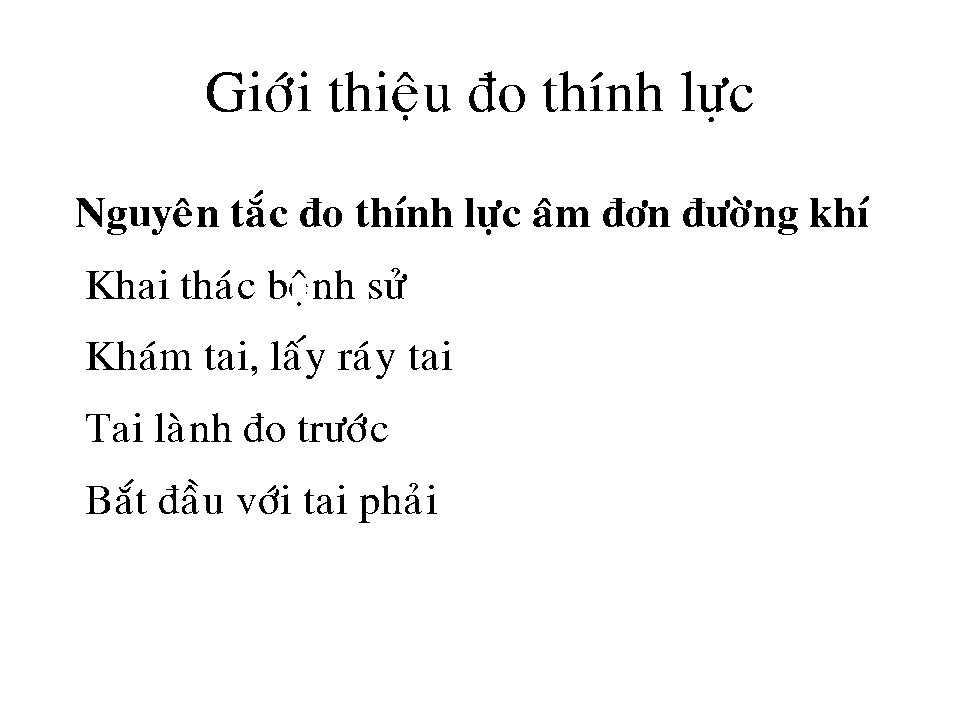 Giới thiệu đo thính lực
Nguyên tắc đo thính lực âm đơn đường khí
Khai thác bệnh sử
Khám tai, lấy ráy tai
Tai lành đo trước
Bắt đầu với tai phải